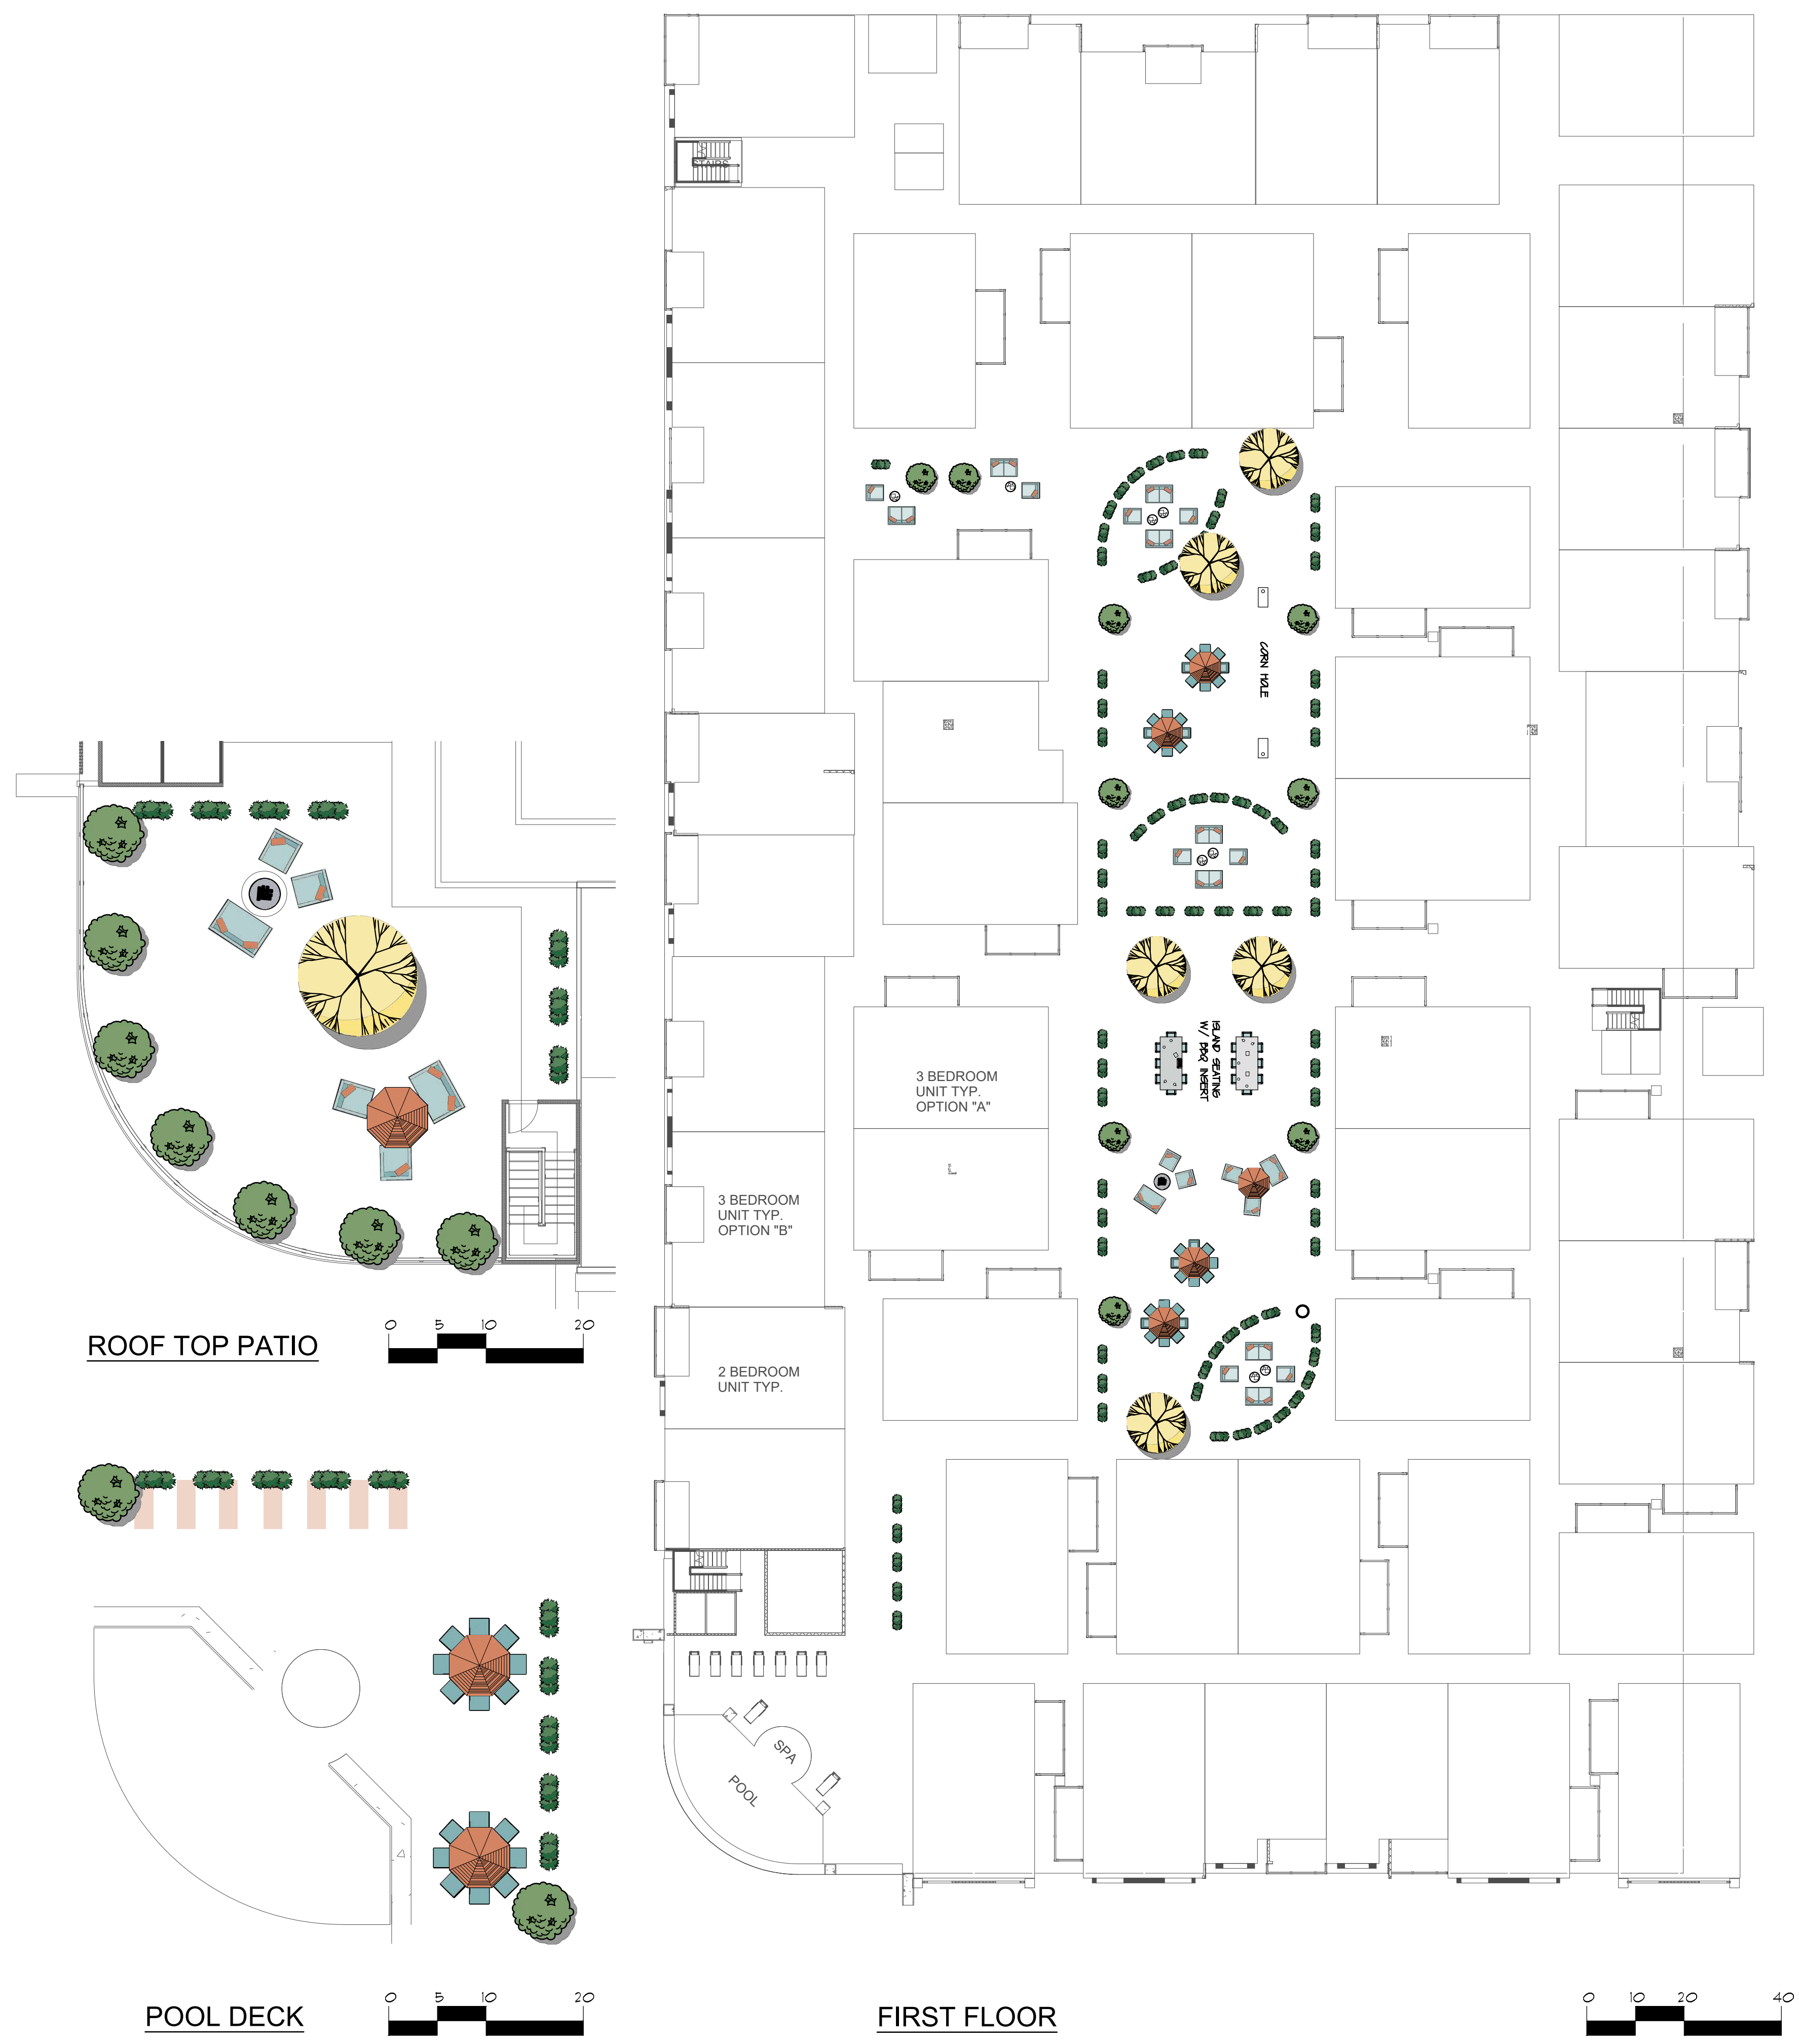 STAIRS
CORN HOLE
ISLAND SEATING
W/ BBQ INSERT
3 BEDROOM
UNIT TYP.
OPTION "A"
3 BEDROOM
UNIT TYP.
OPTION "B"
2 BEDROOM
UNIT TYP.
ROOF TOP PATIO
0 5 10 20
SPA
POOL
POOL DECK
0 5 10 20
FIRST FLOOR
0 10 20 40